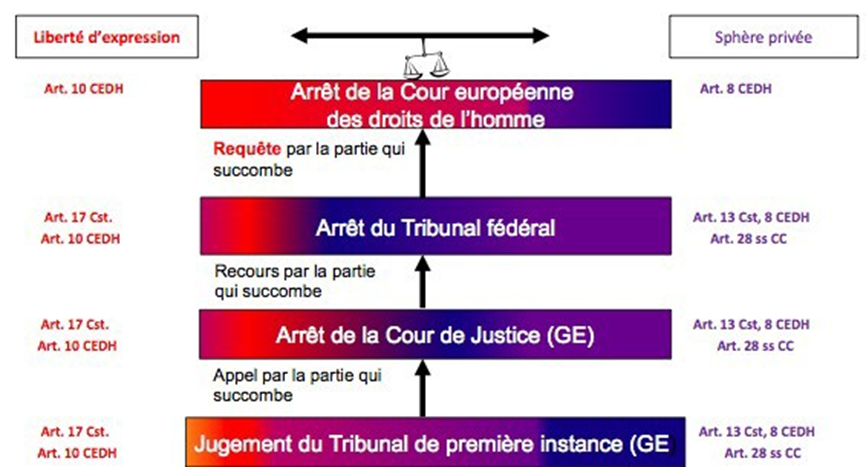 Liberté d'expression
Sphère privée
Art. 10 CEDH
Arrêt de la Cour européenne
des droits de l'homme
Art. 8 CEDH
Requête par la partie qui
succombe
Art. 17 Cst.
Art. 10 CEDH
Arrêt du Tribunal fédéral
Art. 13 Cst, 8 CEDH
Art. 28 ss CC
Recours par la partie
qui succombe
Art. 17 Cst.
Art. 10 CEDH
Arrêt de la Cour de Justice (GE)
Art. 13 Cst, 8 CEDH
Art. 28 ss CC
Appel par la partie qui
succombe
Art. 17 Cst.
Art. 10 CEDH
Jugement du Tribunal de première instance (GE)
Art. 13 Cst, 8 CEDH
Art. 28 ss CC